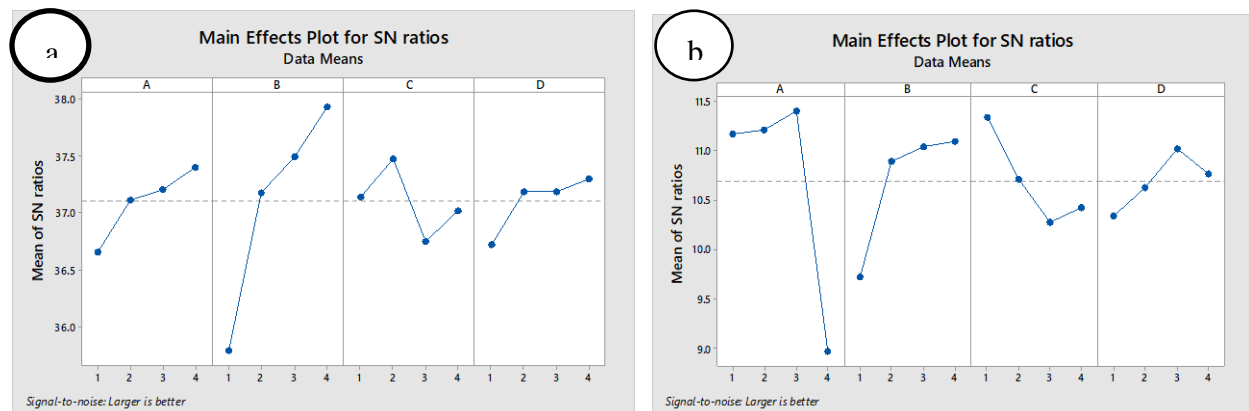 a
Main Effects Plot for SN ratios
Data Means
A B C D
Mean of SN ratios
38.0
37.5
37.0
36.5
36.0
1 2 3 4 1 2 3 4 1 2 3 4 1 2 3 4
Signal-to-noise: Larger is better
b
Main Effects Plot for SN ratios
Data Means
A B C D
Mean of SN ratios
11.5
11.0
10.5
10.0
9.5
9.0
1 2 3 4 1 2 3 4 1 2 3 4 1 2 3 4
Signal-to-noise: Larger is better